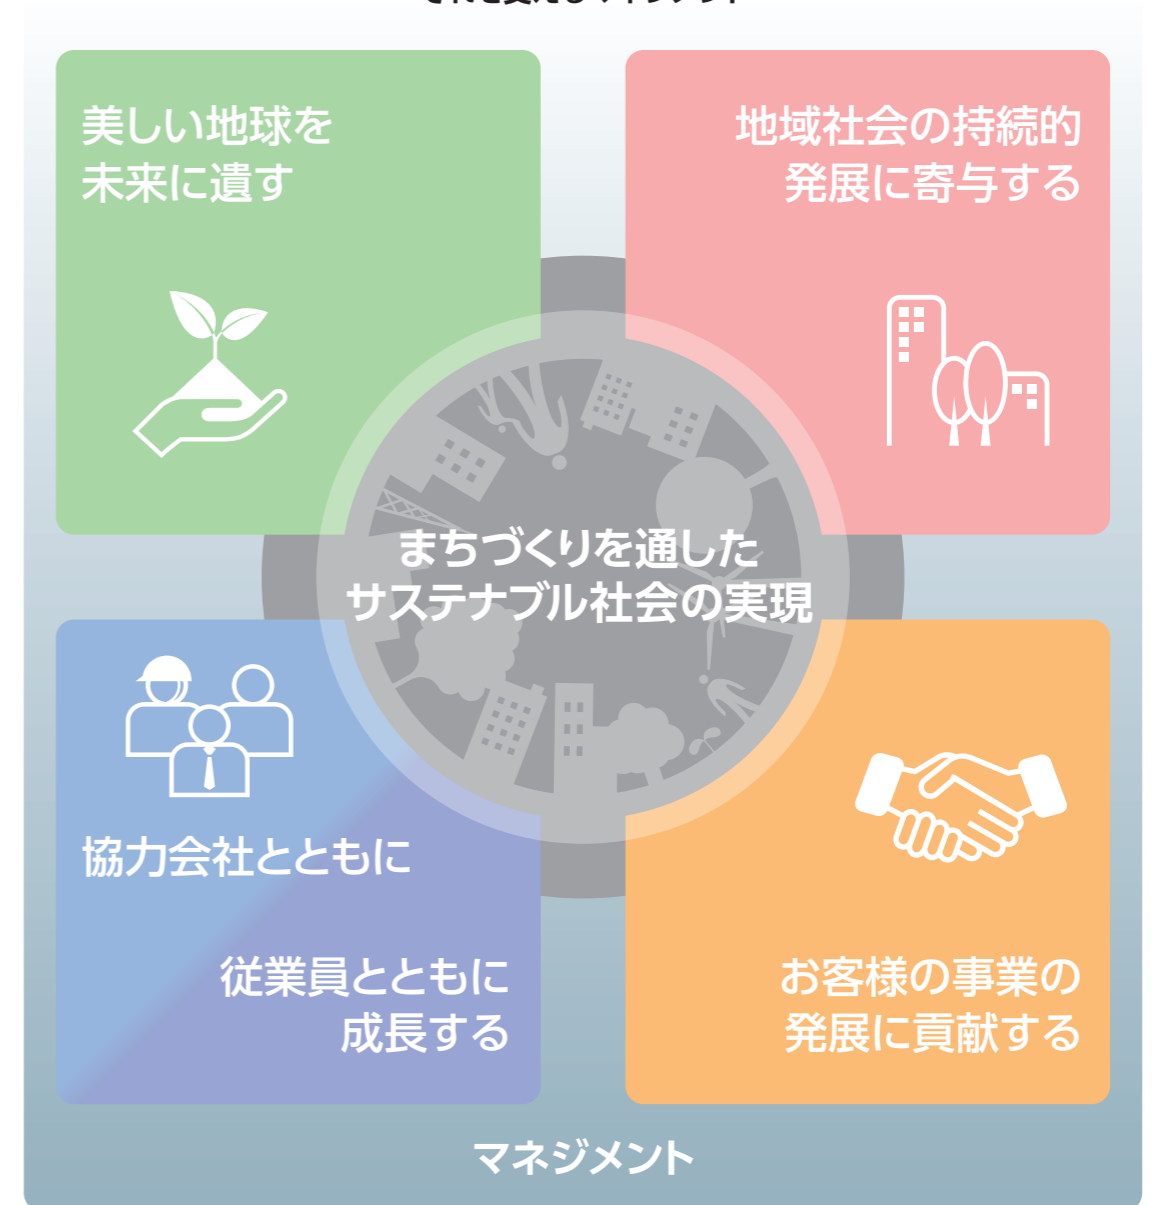 美しい地球を
未来に遺す
地域社会の持続的
発展に寄与する
まちづくりを通した
サステナブル社会の実現
協力会社とともに
従業員とともに
成長する
お客様の事業の
発展に貢献する
マネジメント